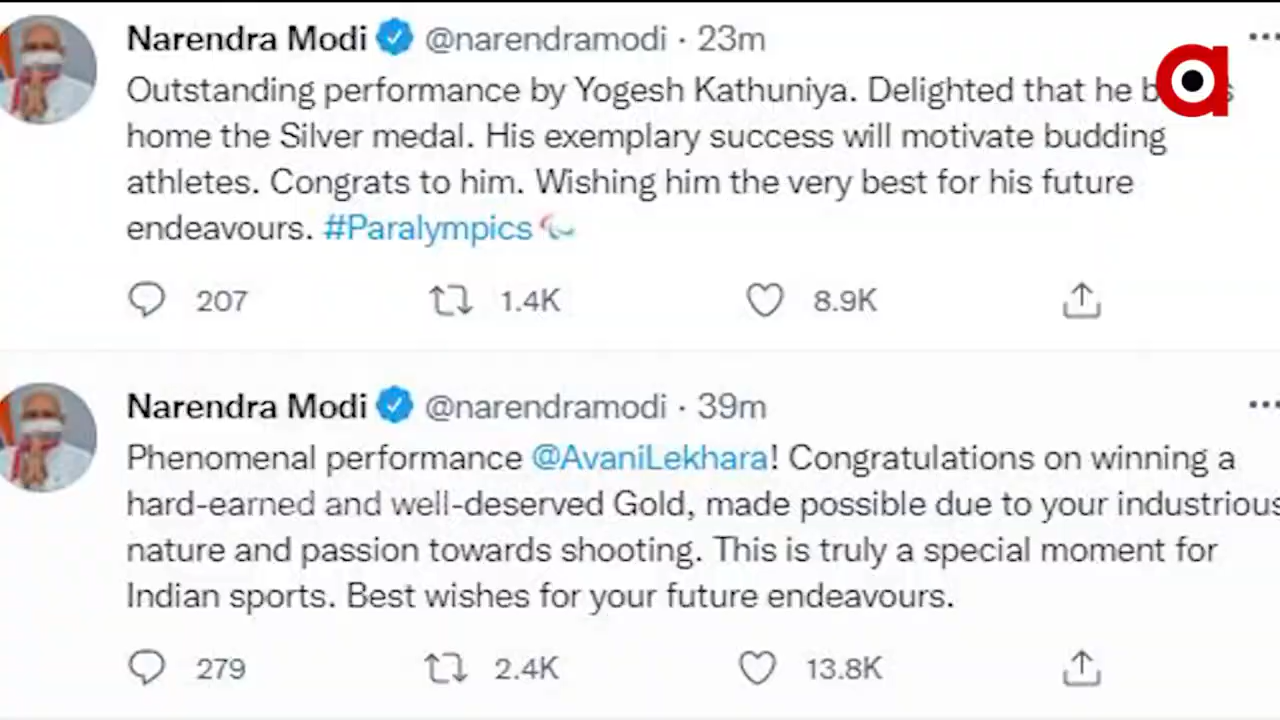 Narendra Modi @narendramodi · 23m
Outstanding performance by Yogesh Kathuniya. Delighted that he
home the Silver medal. His exemplary success will motivate budding
athletes. Congrats to him. Wishing him the very best for his future
endeavours. #Paralympics
207 1.4K 8.9K
Narendra Modi @narendramodi · 39m
Phenomenal performance @AvaniLekhara! Congratulations on winning a
hard-earned and well-deserved Gold, made possible due to your industrious
nature and passion towards shooting. This is truly a special moment for
Indian sports. Best wishes for your future endeavours.
279 2.4K 13.8K